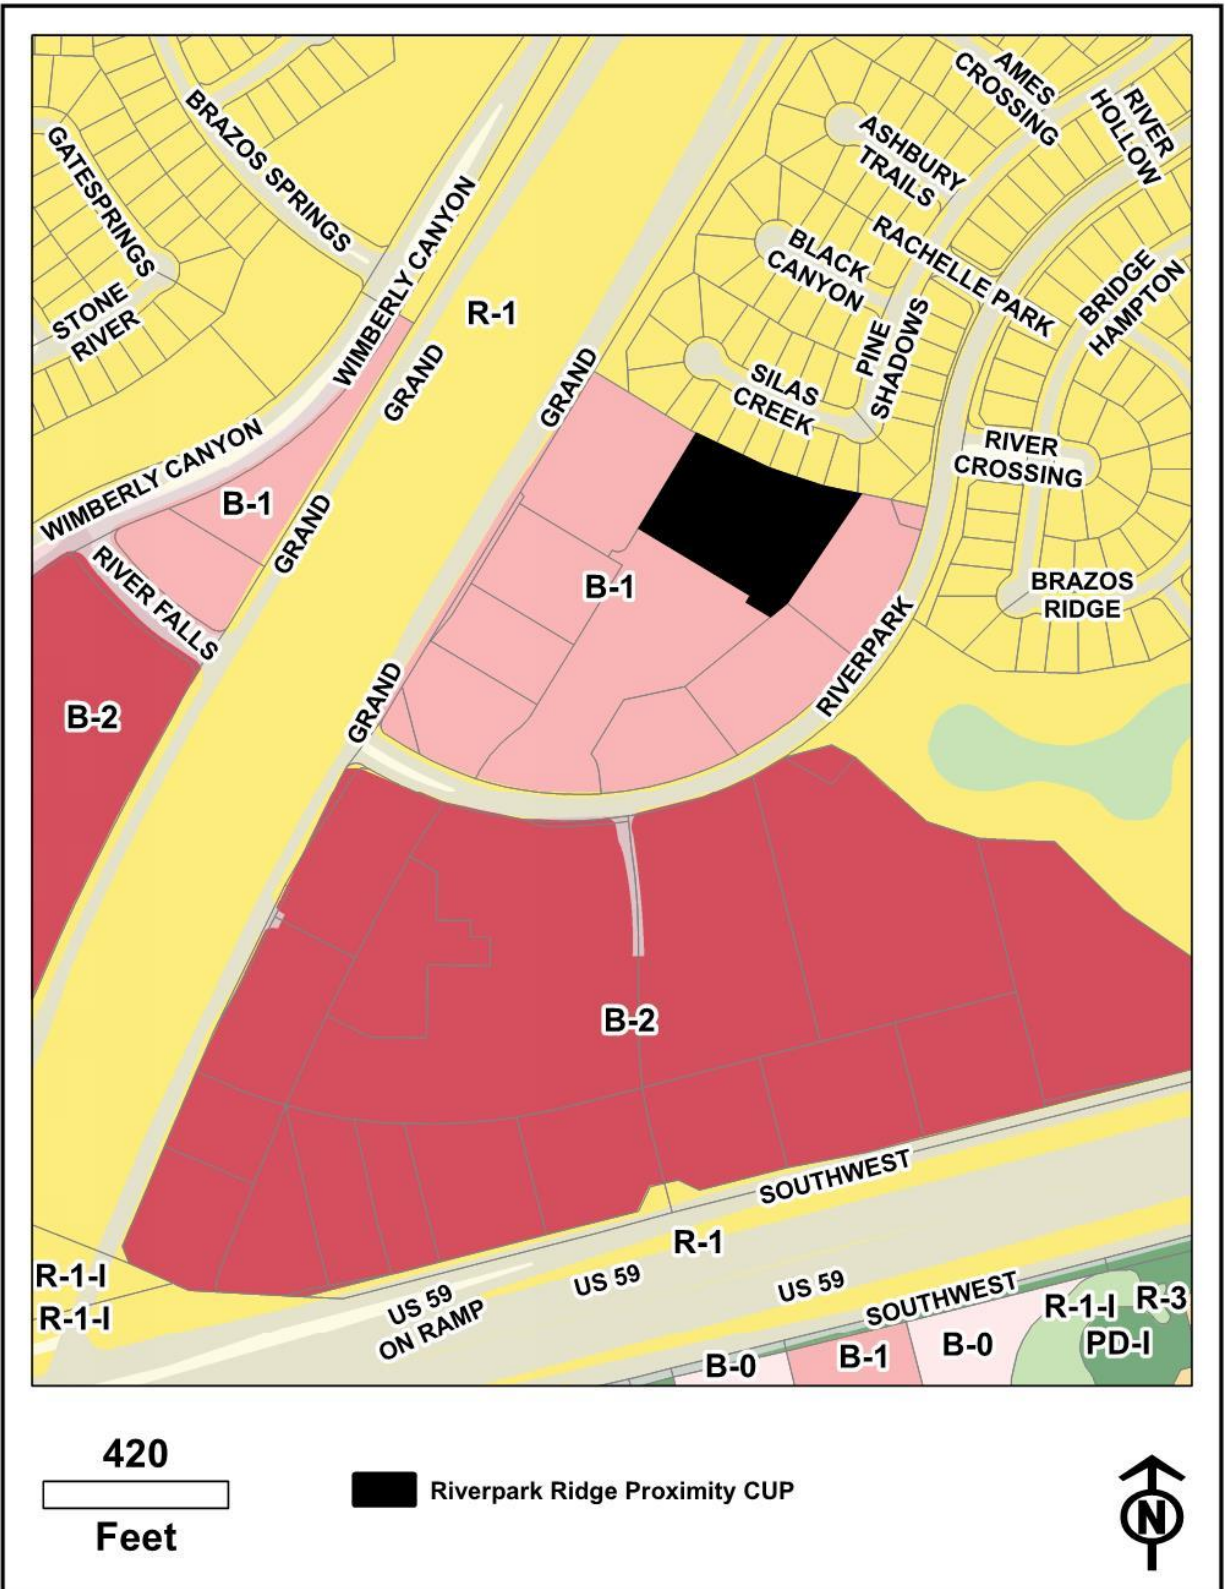 AMES
CROSSING
RIVER
HOLLOW
BRAZOS SPRINGS
ASHBURY
TRAILS
GATESPRINGS
WIMBERLY CANYON
RACHELLE PARK
BLACK
CANYON
BRIDGE
HAMPTON
STONE
RIVER
R-1
PINE
SHADOWS
GRAND
GRAND
SILAS
CREEK
WIMBERLY CANYON
RIVER
CROSSING
B-1
GRAND
B-1
BRAZOS
RIDGE
RIVER FALLS
RIVERPARK
GRAND
B-2
B-2
SOUTHWEST
R-1
R-1-I
R-1-I
US 59
US 59
US 59
ON RAMP
SOUTHWEST
R-1-I
R-3
PD-I
B-0
B-1
B-0
420
Feet
Riverpark Ridge Proximity CUP
N